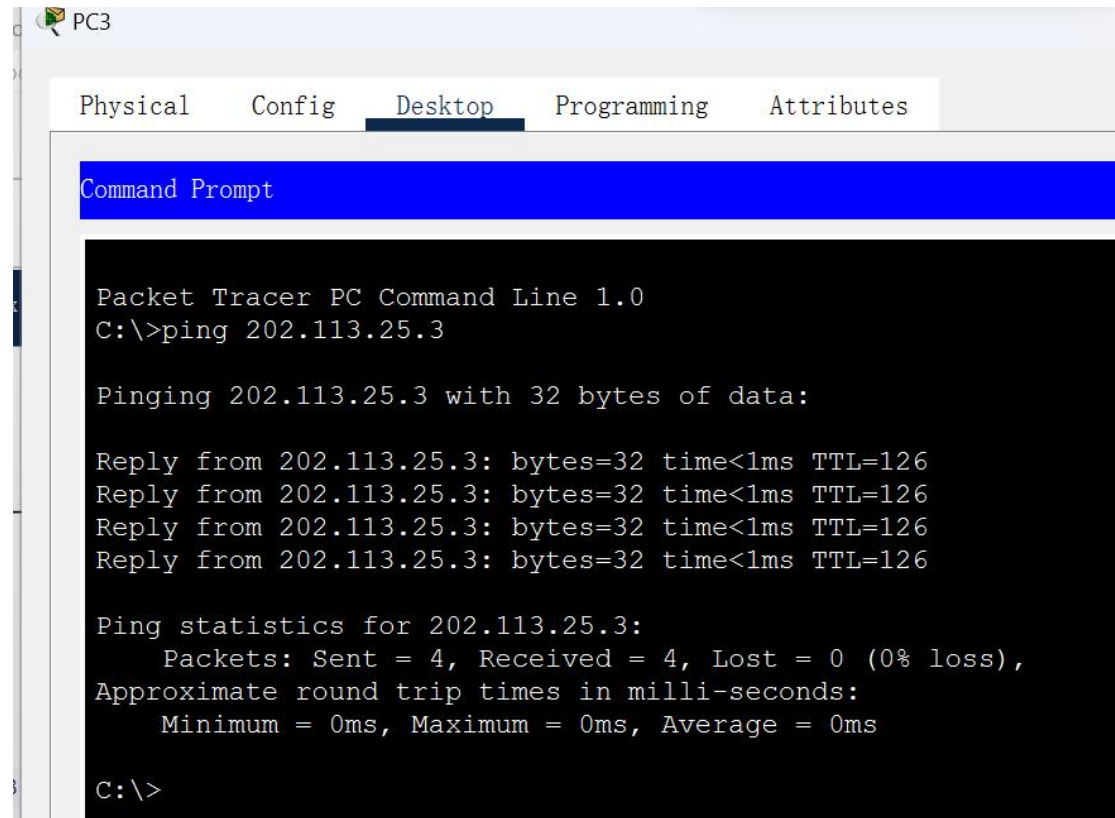 PC3
Physical Config Desktop Programming Attributes
Command Prompt
Packet Tracer PC Command Line 1.0
C:\>ping 202.113.25.3
Pinging 202.113.25.3 with 32 bytes of data:
Reply from 202.113.25.3: bytes=32 time<1ms TTL=126
Reply from 202.113.25.3: bytes=32 time<1ms TTL=126
Reply from 202.113.25.3: bytes=32 time<1ms TTL=126
Reply from 202.113.25.3: bytes=32 time<1ms TTL=126
Ping statistics for 202.113.25.3:
Packets: Sent = 4, Received = 4, Lost = 0 (0% loss),
Approximate round trip times in milli-seconds:
Minimum = 0ms, Maximum = 0ms, Average = 0ms
C:\>